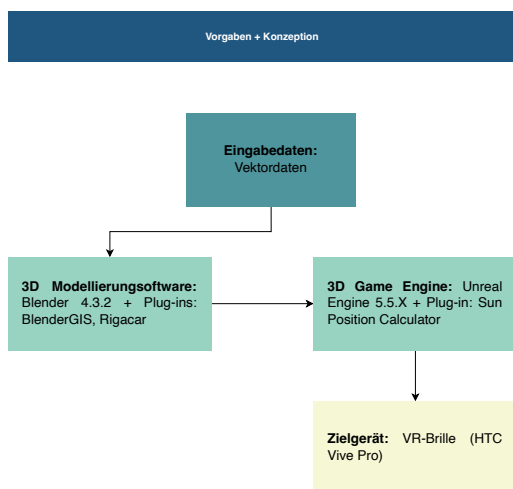 Vorgaben + Konzeption
Eingabedaten:
Vektordaten
3D Modellierungsoftware:
Blender 4.3.2 + Plug-ins:
BlenderGIS, Rigacar
3D Game Engine: Unreal
Engine 5.5.X + Plug-in: Sun
Position Calculator
Zielgerät: VR-Brille (HTC
Vive Pro)